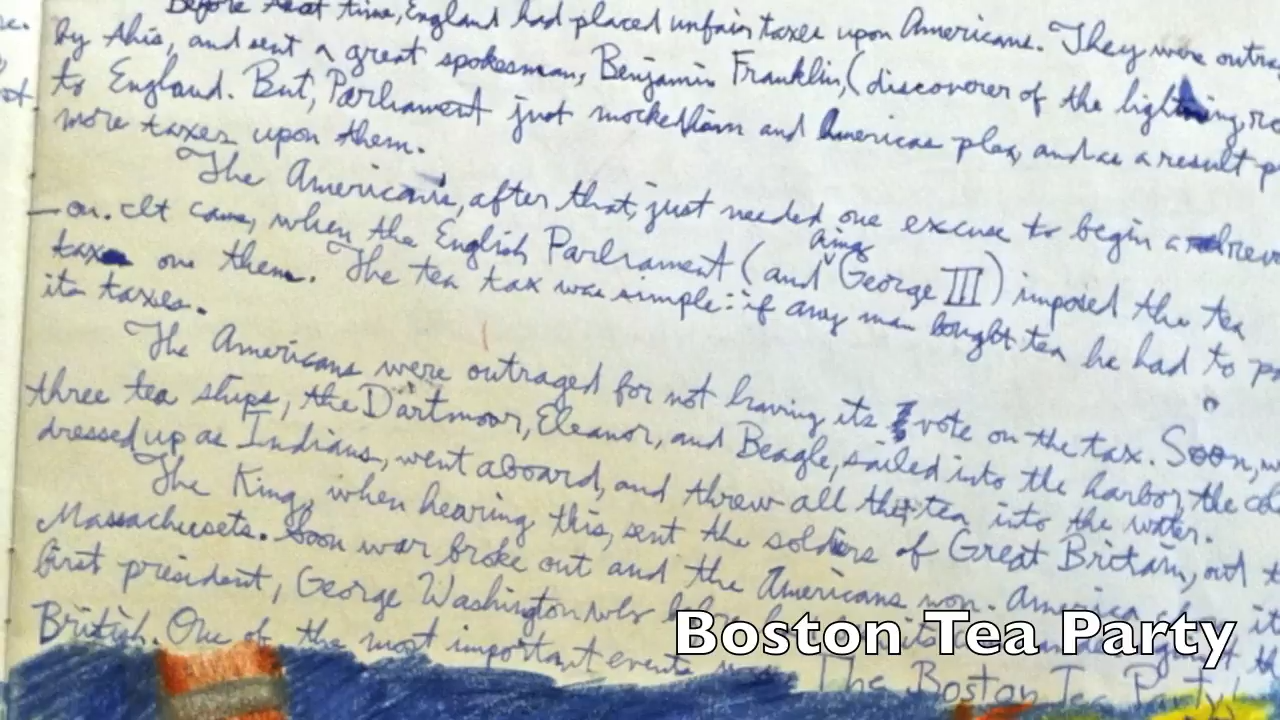 Before that time, England had placed unfair taxes upon Americans. They were
by this, and sent a great spokesman, Benjamin Franklin, (discoverer of the lightning
to England. But, Parliament just mocked him and Americas plea, and as a result
more taxes upon them.
The Americans, after that, just needed one excuse to begin a
on. It came, when the English Parliament (and king George III) imposed the tea
taxes one them. The tea tax was simple: if any man bought tea he had to
its taxes.
The Americans were outraged for not having its vote on the tax. Soon,
three tea ships, the Dartmoor, Eleanor, and Beagle, sailed into the harbor, the
dressed up as Indians, went aboard, and threw all the tea into the water.
The King, when hearing this, sent the soldiers of Great Britain, out
Massachusets. Soon war broke out and the Americans won. America
first president, George Washington
British. One of the most important events was The Boston Tea Party!
Boston Tea Party